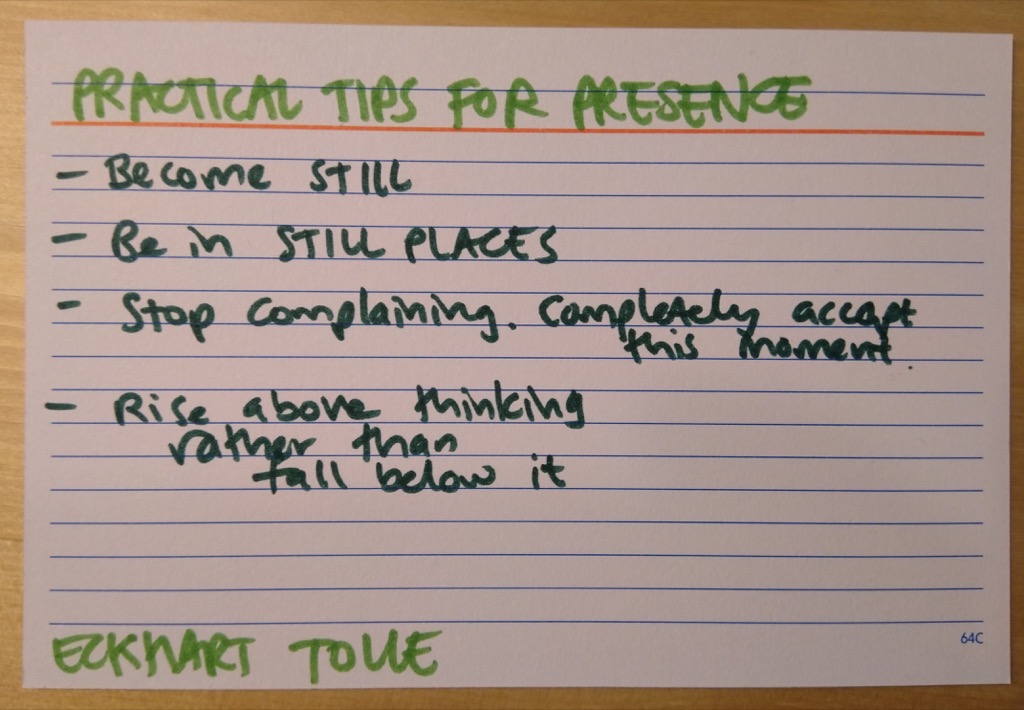 PRACTICAL TIPS FOR PRESENCE
- Become STILL
- Be in STILL PLACES
- Stop complaining. Completely accept
this moment.
- Rise above thinking
rather than
fall below it
64C
ECKHART TOLLE